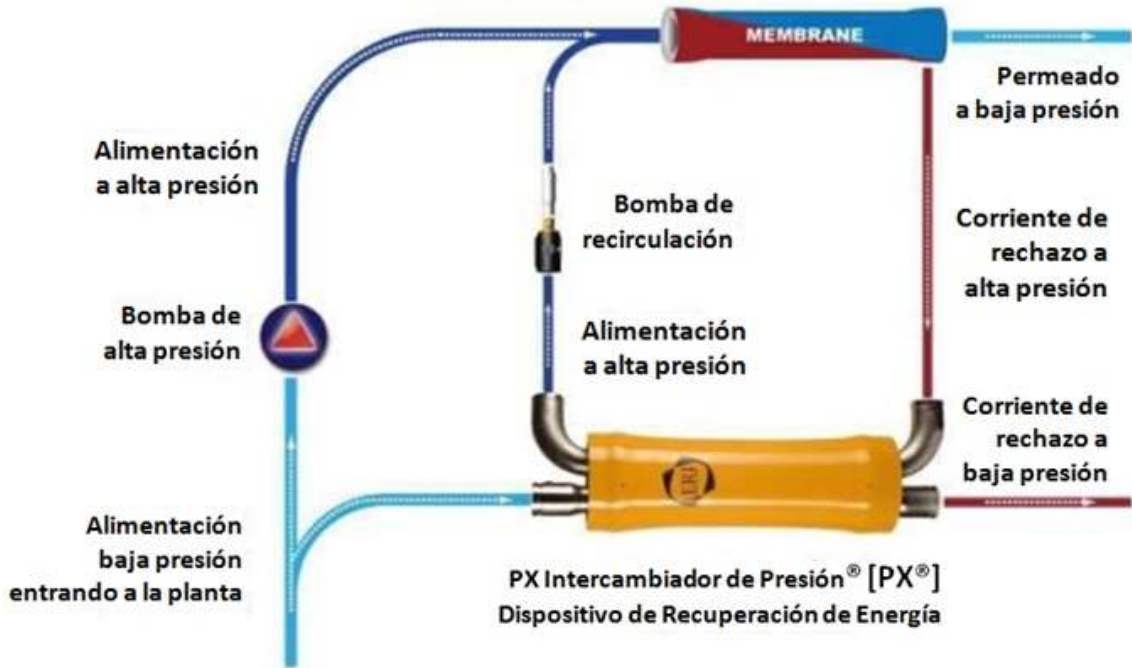 MEMBRANE
Permeado
a baja presión
Alimentación
a alta presión
Bomba de
recirculación
Corriente de
rechazo a
alta presión
Bomba de
alta presión
Alimentación
a alta presión
Corriente de
rechazo a
baja presión
ERI
Alimentación
baja presión
entrando a la planta
PX Intercambiador de Presión® [PX®]
Dispositivo de Recuperación de Energía